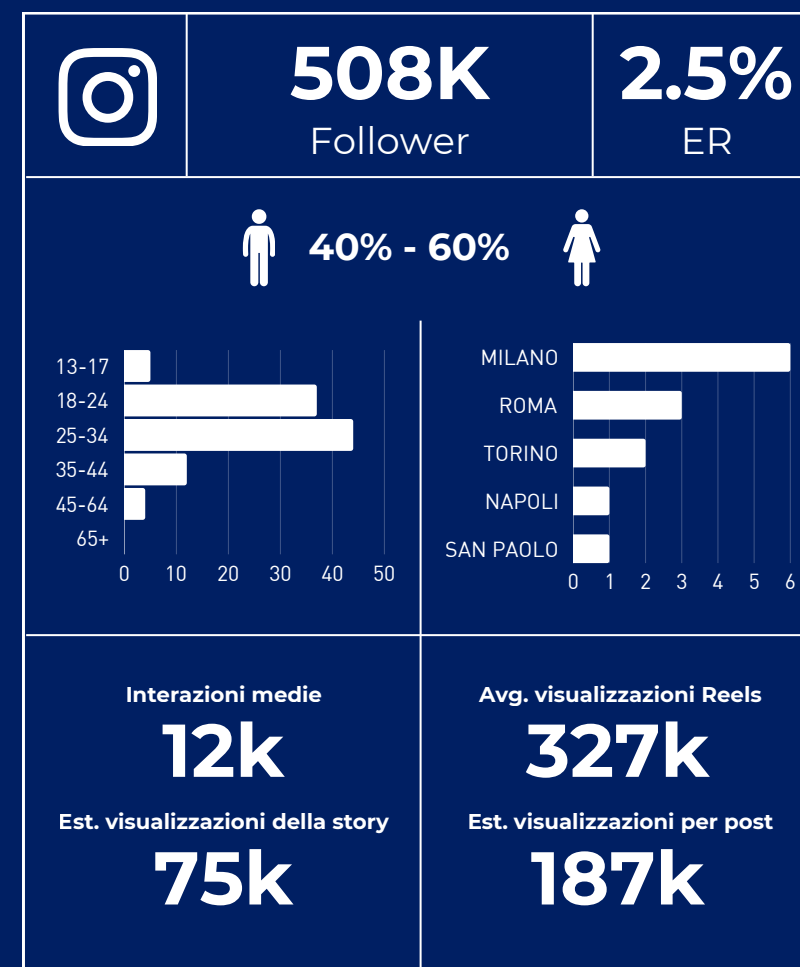 508K
Follower
2.5%
ER
40% - 60%
13-17
18-24
25-34
35-44
45-64
65+
0 10 20 30 40 50
MILANO
ROMA
TORINO
NAPOLI
SAN PAOLO
0 1 2 3 4 5 6
Interazioni medie
12k
Est. visualizzazioni della story
75k
Avg. visualizzazioni Reels
327k
Est. visualizzazioni per post
187k